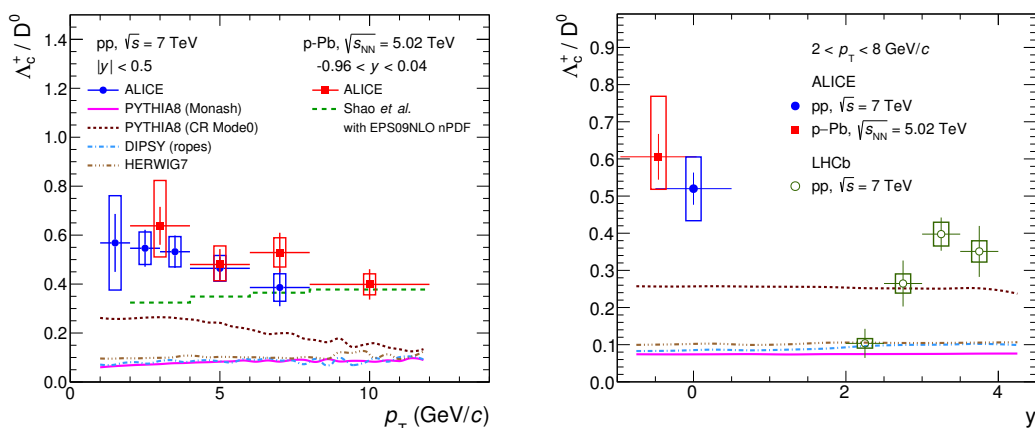 Λc+ / D0
1.4
1.2
1.0
0.8
0.6
0.4
0.2
0.0
0
5
10
p_T (GeV/c)
pp, √s = 7 TeV
|y| < 0.5
ALICE
PYTHIA8 (Monash)
PYTHIA8 (CR Mode0)
DIPSY (ropes)
HERWIG7
p-Pb, √s_NN = 5.02 TeV
-0.96 < y < 0.04
ALICE
Shao et al.
with EPS09NLO nPDF
Λc+ / D0
0.9
0.8
0.7
0.6
0.5
0.4
0.3
0.2
0.1
0.0
0
2
4
y
2 < p_T < 8 GeV/c
ALICE
pp, √s = 7 TeV
p−Pb, √s_NN = 5.02 TeV
LHCb
pp, √s = 7 TeV